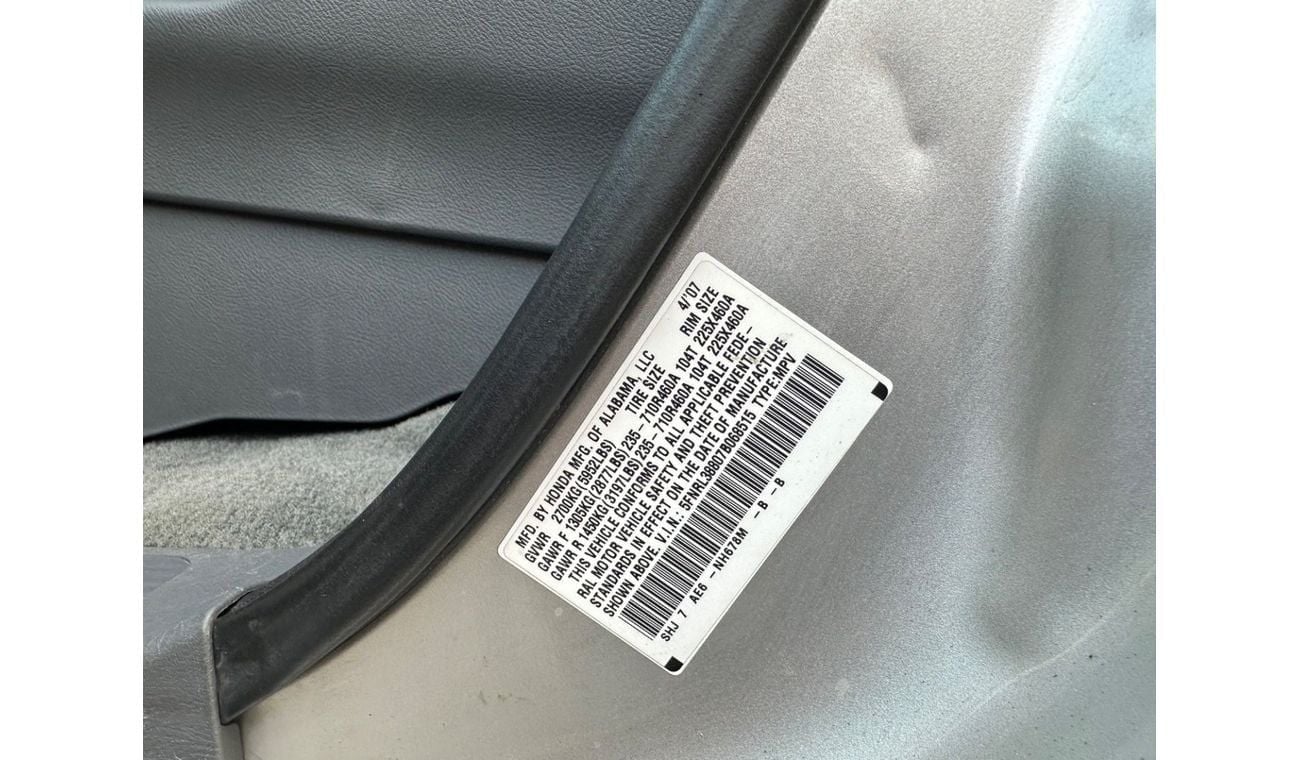 MFD. BY HONDA MFG. OF ALABAMA, LLC 4/'07
GVWR 2700KG(5952LBS) TIRE SIZE RIM SIZE
GAWR F 1305KG(2877LBS)235-710R460A 104T 225X460A
GAWR R 1450KG(3197LBS)235-710R460A 104T 225X460A
THIS VEHICLE CONFORMS TO ALL APPLICABLE FEDE-
RAL MOTOR VEHICLE SAFETY AND THEFT PREVENTION
STANDARDS IN EFFECT ON THE DATE OF MANUFACTURE
SHOWN ABOVE. V.I.N.: 5FNRL38807B068515 TYPE:MPV
SHJ 7 AE6 -NH678M -B -B